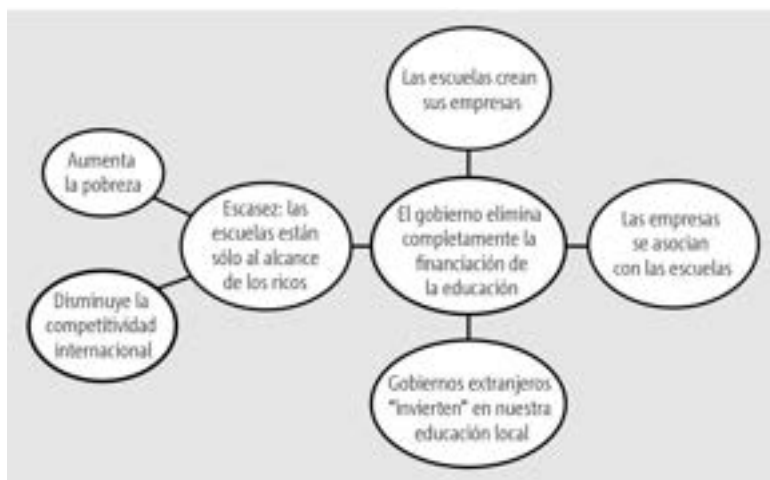 Las escuelas crean
sus empresas
Aumenta
la pobreza
Escasez: las
escuelas están
sólo al alcance
de los ricos
El gobierno elimina
completamente la
financiación de
la educación
Las empresas
se asocian
con las escuelas
Disminuye la
competitividad
internacional
Gobiernos extranjeros
"invierten" en nuestra
educación local